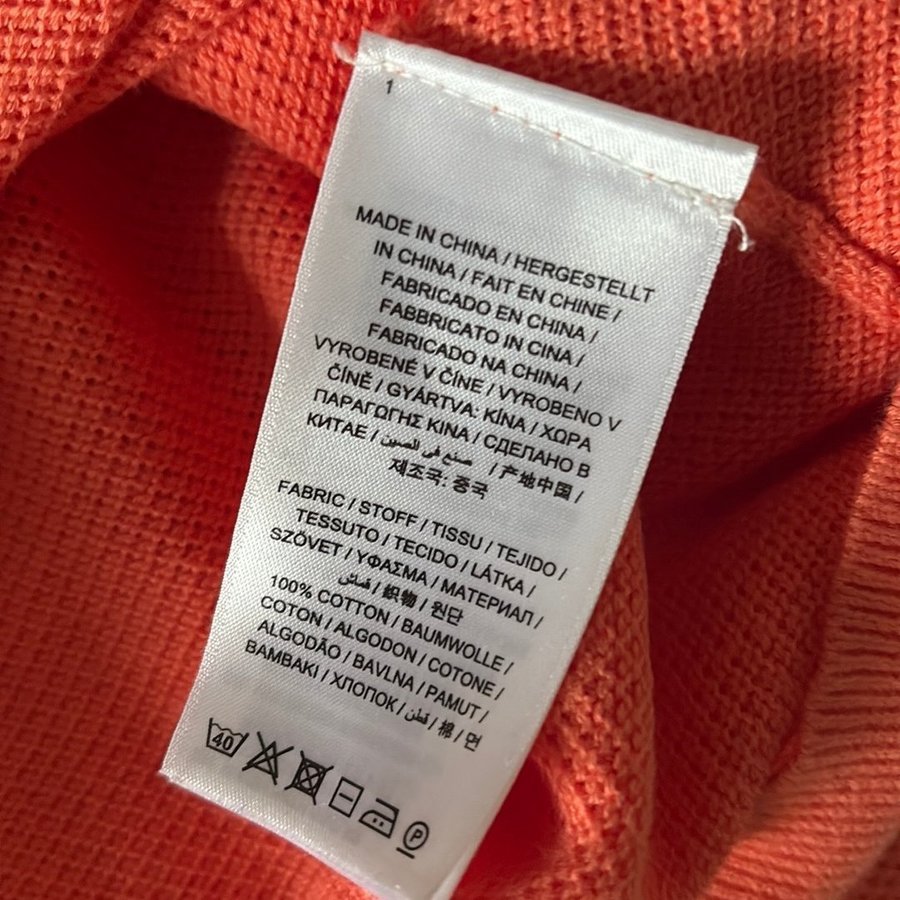 1
MADE IN CHINA / HERGESTELLT
IN CHINA / FAIT EN CHINE /
FABRICADO EN CHINA /
FABBRICATO IN CINA /
FABRICADO NA CHINA /
VYROBENÉ V ČÍNE / VYROBENO V
ČÍNĚ / GYÁRTVA: KÍNA / ΧΩΡΑ
ΠΑΡΑΓΩΓΗΣ ΚΙΝΑ / СДЕЛАНО В
КИТАЕ / صنع في الصين / 产地中国 /
제조국: 중국
FABRIC / STOFF / TISSU / TEJIDO /
TESSUTO / TECIDO / LÁTKA /
SZÖVET / ΥΦΑΣΜΑ / МАТЕРИАЛ /
قماش / 织物 / 원단
100% COTTON / BAUMWOLLE /
COTON / ALGODON / COTONE /
ALGODÃO / BAVLNA / PAMUT /
ΒΑΜΒΑΚΙ / ХЛОПОК / قطن / 棉 / 면
40 P